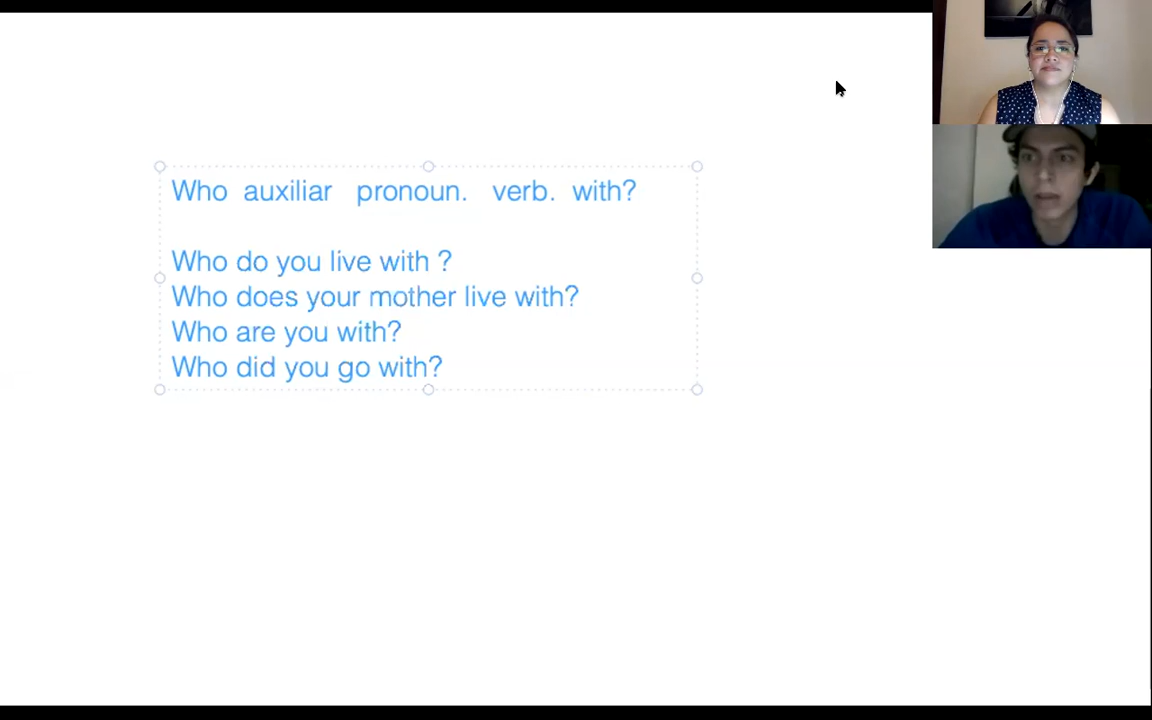 Who auxiliar pronoun. verb. with?
Who do you live with ?
Who does your mother live with?
Who are you with?
Who did you go with?